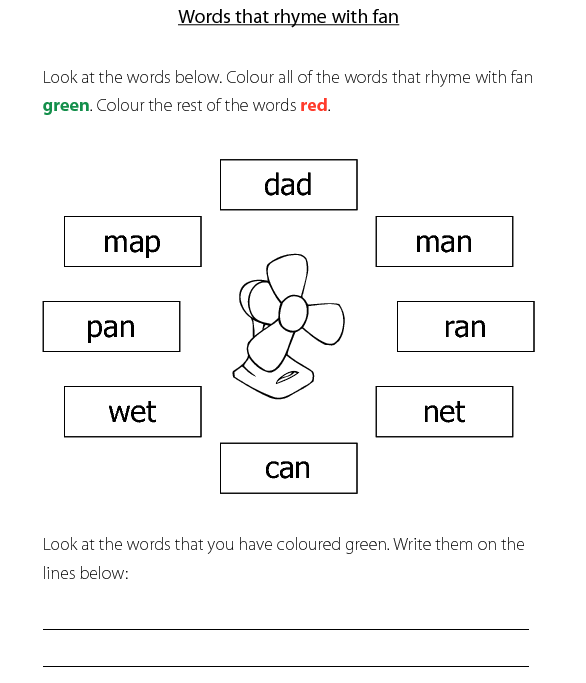 Words that rhyme with fan
Look at the words below. Colour all of the words that rhyme with fan
green. Colour the rest of the words red.
dad
map
man
pan
ran
wet
net
can
Look at the words that you have coloured green. Write them on the
lines below: